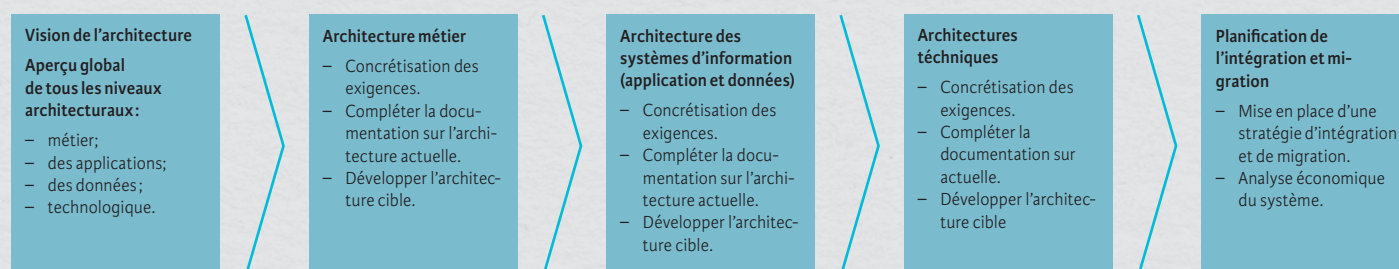 Vision de l’architecture
Aperçu global
de tous les niveaux
architecturaux :
– métier;
– des applications;
– des données ;
– technologique.
Architecture métier
– Concrétisation des
exigences.
– Compléter la docu-
mentation sur l’archi-
tecture actuelle.
– Développer l’architec-
ture cible.
Architecture des
systèmes d’information
(application et données)
– Concrétisation des
exigences.
– Compléter la docu-
mentation sur l’archi-
tecture actuelle.
– Développer l’architec-
ture cible.
Architectures
téchniques
– Concrétisation des
exigences.
– Compléter la
documentation sur
actuelle.
– Développer l’architec-
ture cible
Planification de
l’intégration et mi-
gration
– Mise en place d’une
stratégie d’intégration
et de migration.
– Analyse économique
du système.